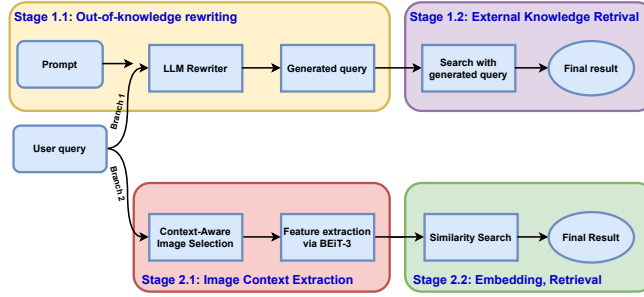 Stage 1.1: Out-of-knowledge rewriting
Stage 1.2: External Knowledge Retrival
Prompt
LLM Rewriter
Generated query
Search with
generated query
Final result
Branch 1
User query
Branch 2
Context-Aware
Image Selection
Feature extraction
via BEiT-3
Similarity Search
Final Result
Stage 2.1: Image Context Extraction
Stage 2.2: Embedding, Retrieval